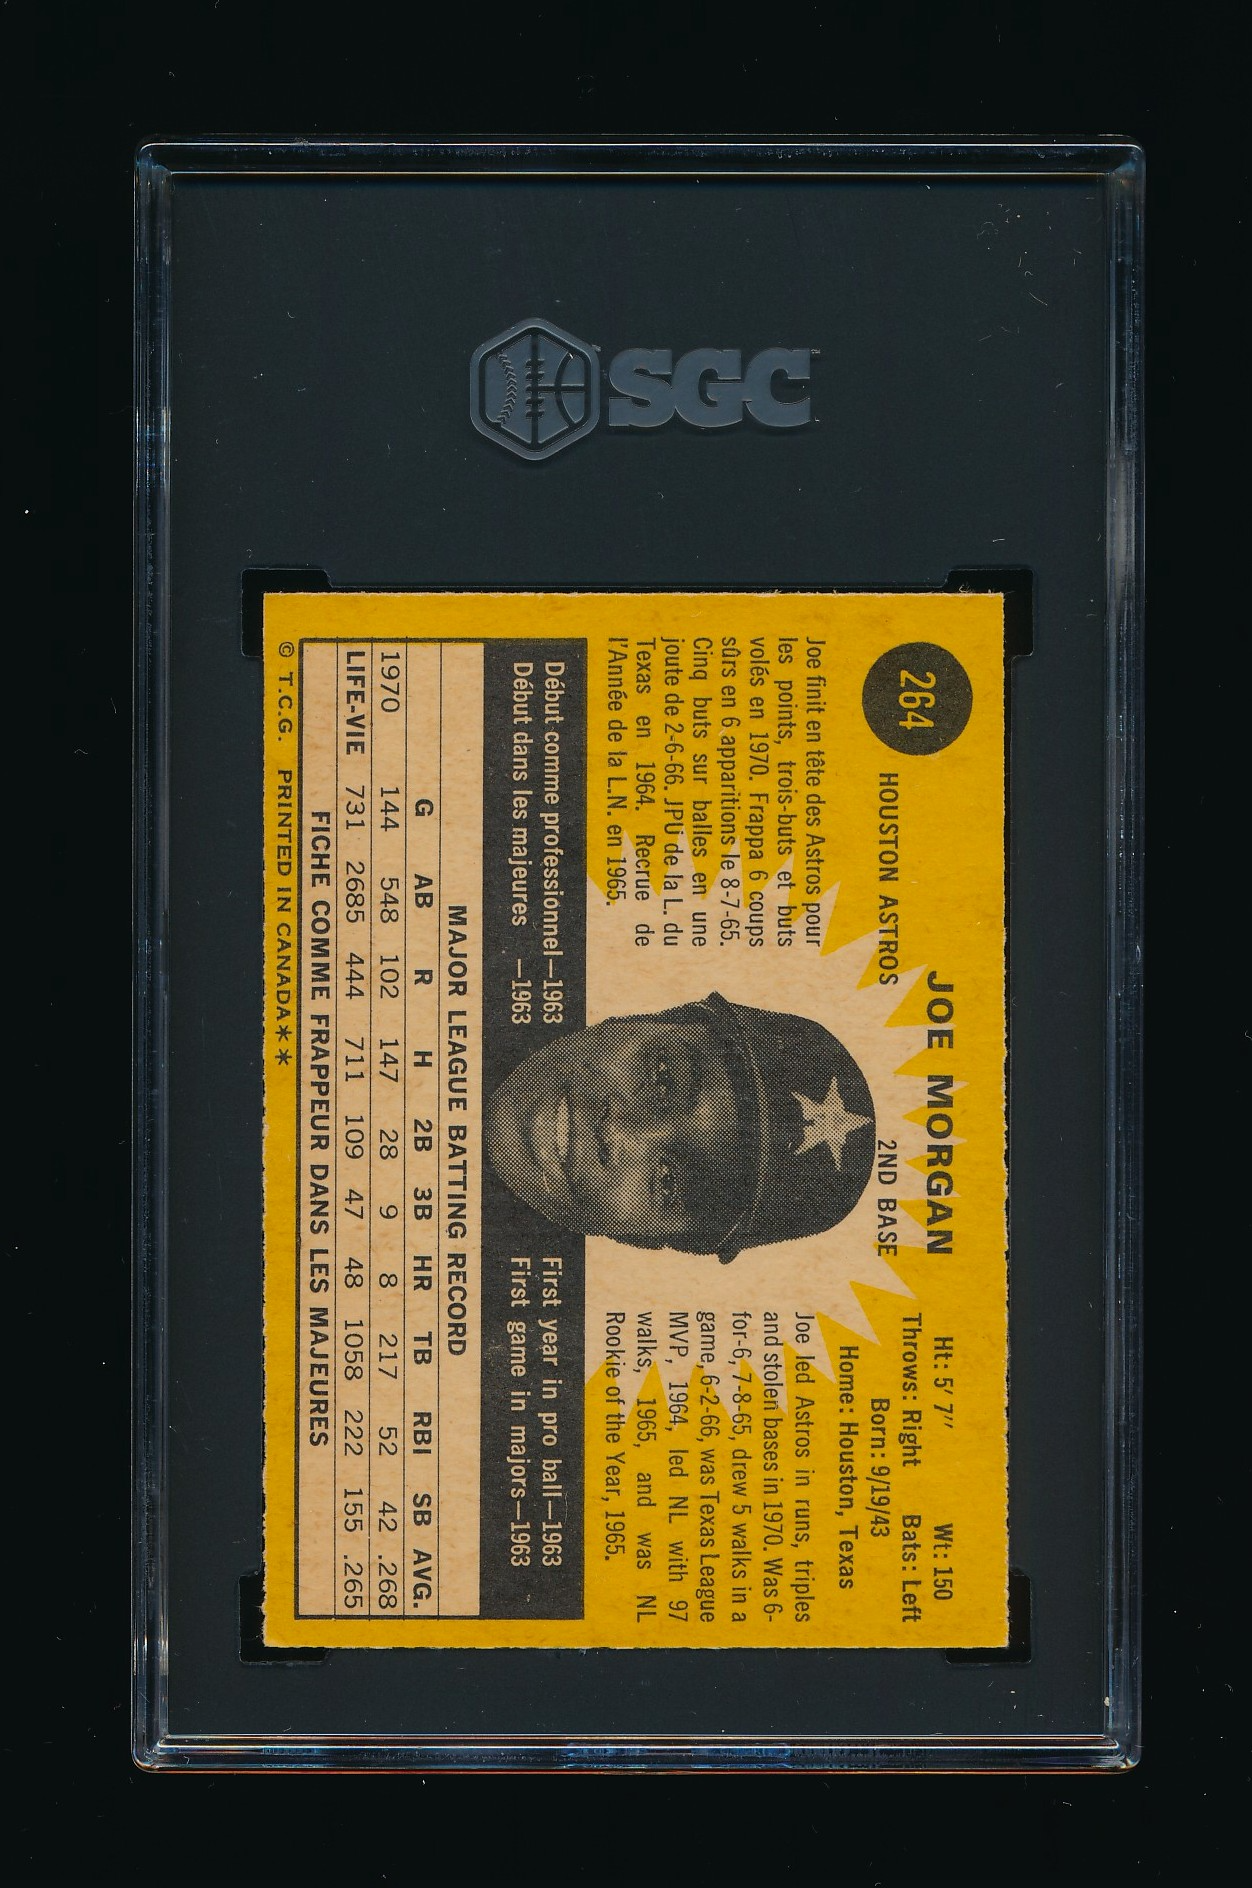 SGC
264
JOE MORGAN
HOUSTON ASTROS
2ND BASE
Ht: 5' 7" Wt: 150
Throws: Right Bats: Left
Born: 9/19/43
Home: Houston, Texas
Joe finit en tête des Astros pour
les points, trois-buts et buts
volés en 1970. Frappa 6 coups
sûrs en 6 apparitions le 8-7-65.
Cinq buts sur balles en une
joute de 2-6-66. JPU de la L. du
Texas en 1964. Recrue de
l'Année de la L.N. en 1965.
Joe led Astros in runs, triples
and stolen bases in 1970. Was 6-
for-6, 7-8-65, drew 5 walks in a
game, 6-2-66, was Texas League
MVP, 1964, led NL with 97
walks, 1965, and was NL
Rookie of the Year, 1965.
Début comme professionnel—1963
Début dans les majeures —1963
First year in pro ball—1963
First game in majors—1963
MAJOR LEAGUE BATTING RECORD
G AB R H 2B 3B HR TB RBI SB AVG.
1970 144 548 102 147 28 9 8 217 52 42 .268
LIFE-VIE 731 2685 444 711 109 47 48 1058 222 155 .265
FICHE COMME FRAPPEUR DANS LES MAJEURES
© T.C.G. PRINTED IN CANADA**